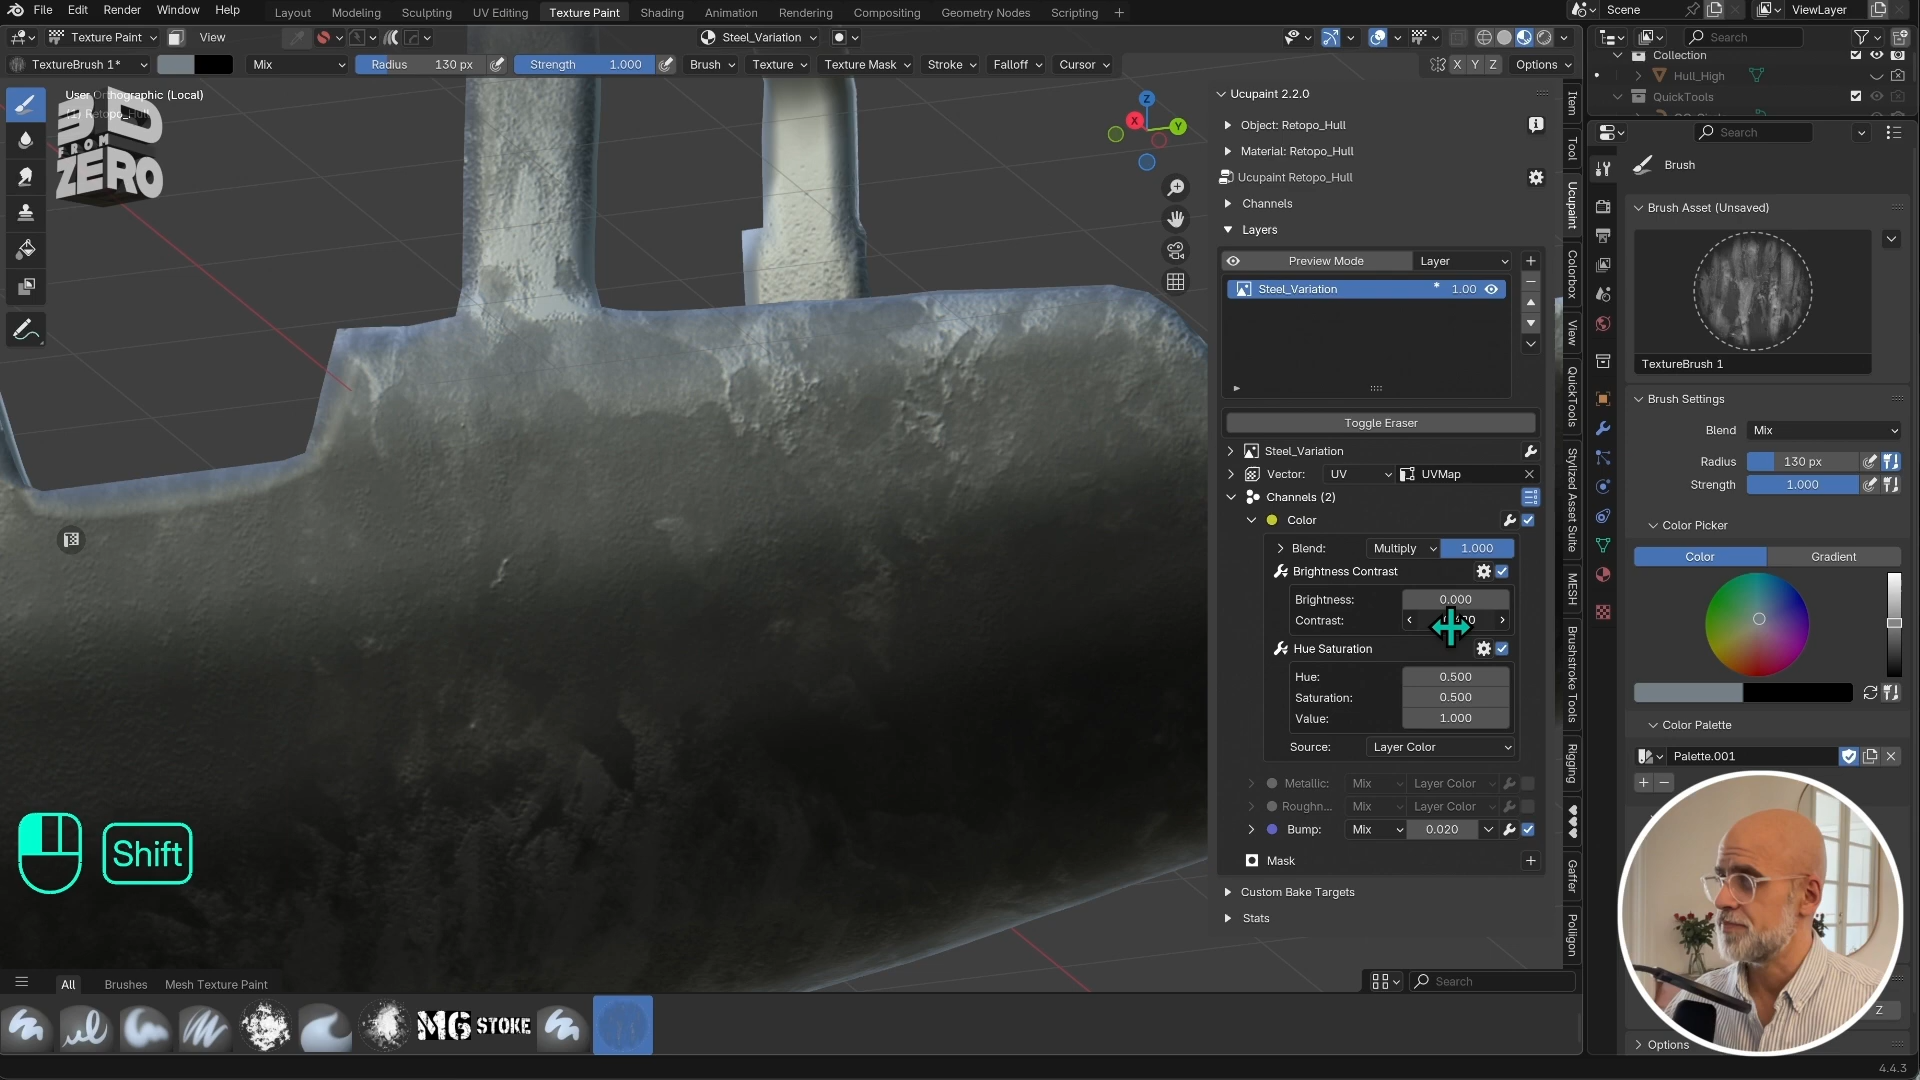 File Edit Render Window Help
Layout Modeling Sculpting UV Editing Texture Paint Shading Animation Rendering Compositing Geometry Nodes Scripting +
Scene ViewLayer
Texture Paint View
Steel_Variation
Search
TextureBrush 1* Mix Radius 130 px Strength 1.000 Brush Texture Texture Mask Stroke Falloff Cursor X Y Z Options
Collection
Hull_High
QuickTools
User Orthographic (Local)
3D FROM ZERO
Z
X
Y
Ucupaint 2.2.0
Object: Retopo_Hull
Material: Retopo_Hull
Ucupaint Retopo_Hull
Channels
Layers
Preview Mode Layer
Steel_Variation * 1.00
Toggle Eraser
Steel_Variation
Vector: UV UVMap
Channels (2)
Color
Blend: Multiply 1.000
Brightness Contrast
Brightness: 0.000
Contrast:
Hue Saturation
Hue: 0.500
Saturation: 0.500
Value: 1.000
Source: Layer Color
Metallic: Mix Layer Color
Roughn... Mix Layer Color
Bump: Mix 0.020
Mask
Custom Bake Targets
Stats
Item
Tool
Ucupaint
Colorbox
View
QuickTools
Stylized Asset Suite
MESH
Brushstroke Tools
Rigging
Gaffer
Poliigon
Search
Brush
Brush Asset (Unsaved)
TextureBrush 1
Brush Settings
Blend Mix
Radius 130 px
Strength 1.000
Color Picker
Color Gradient
Color Palette
Palette.001
Z
Options
Shift
All Brushes Mesh Texture Paint
Search
MG STOKE
4.4.3